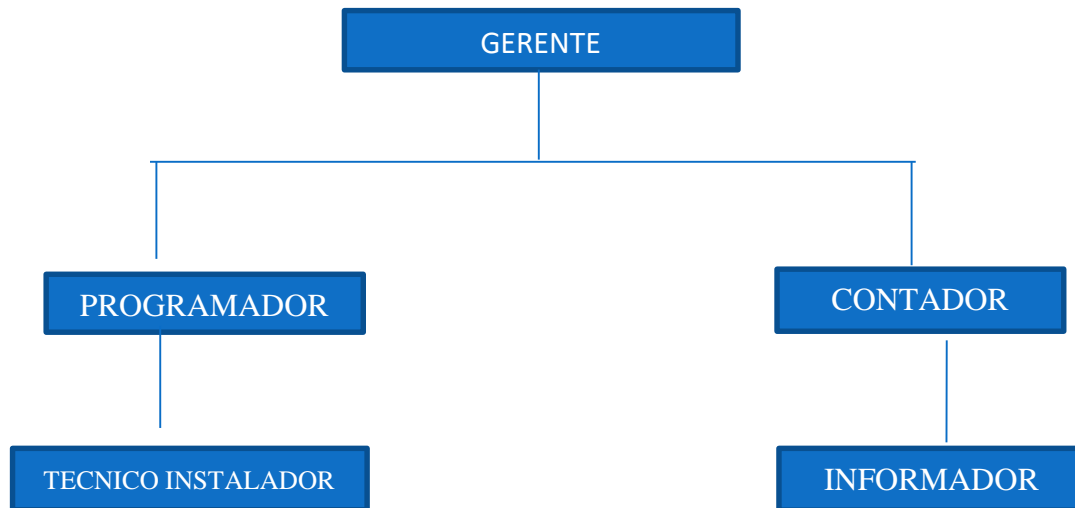 GERENTE
PROGRAMADOR
CONTADOR
TECNICO INSTALADOR
INFORMADOR